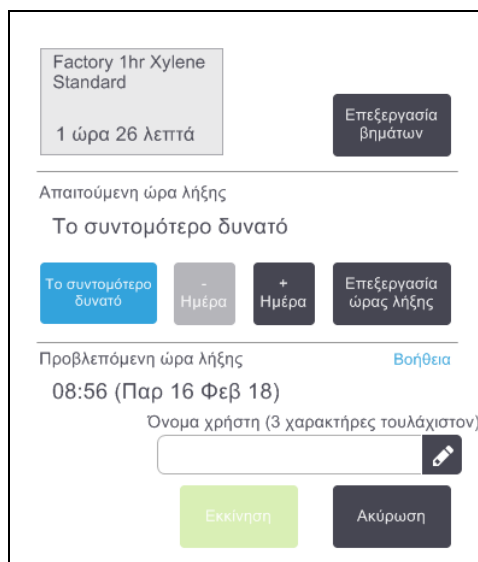 Factory 1hr Xylene
Standard
1 ώρα 26 λεπτά
Επεξεργασία
βημάτων
Απαιτούμενη ώρα λήξης
Το συντομότερο δυνατό
Το συντομότερο
δυνατό
-
Ημέρα
+
Ημέρα
Επεξεργασία
ώρας λήξης
Προβλεπόμενη ώρα λήξης
Βοήθεια
08:56 (Παρ 16 Φεβ 18)
Όνομα χρήστη (3 χαρακτήρες τουλάχιστον)
Εκκίνηση
Ακύρωση